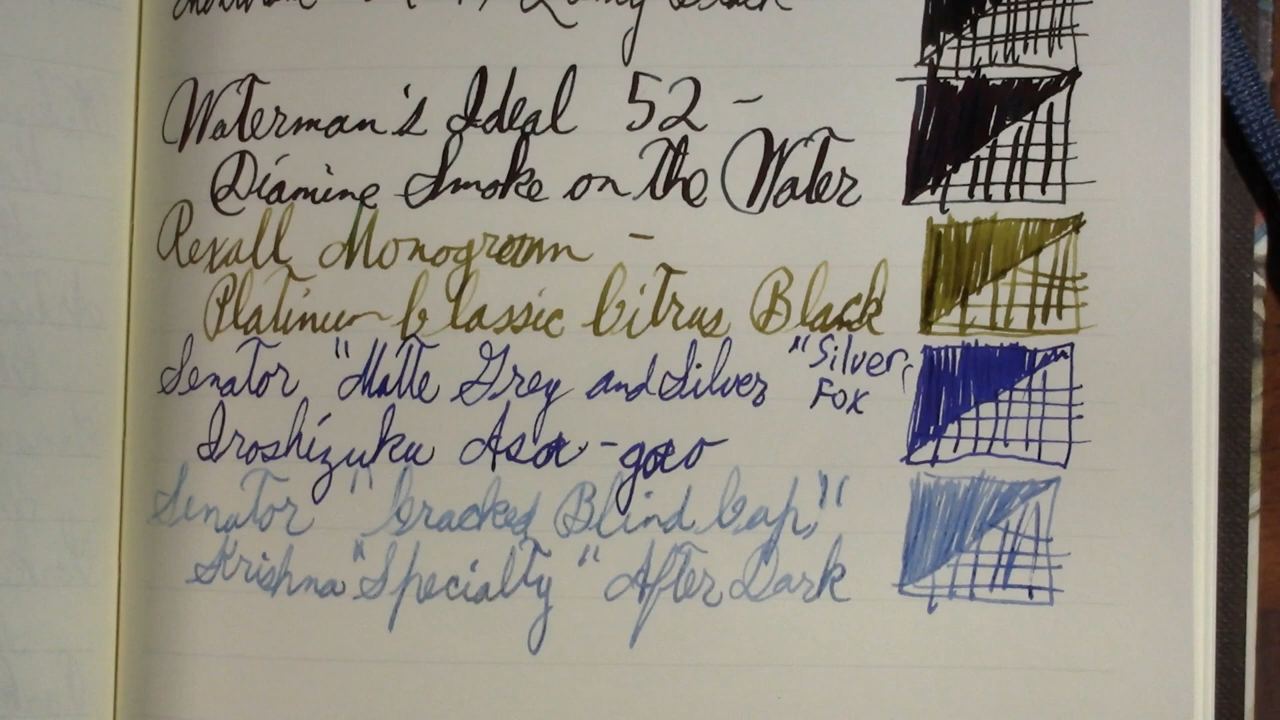 Waterman's Ideal 52 -
Diamine Smoke on the Water
Rexall Monogram -
Platinum Classic Citrus Black
Senator "Matte Grey and Silver "Silver Fox
Iroshizuku Asa-gao
Senator "Cracked Blind Cap,"
Krishna "Specialty" After Dark